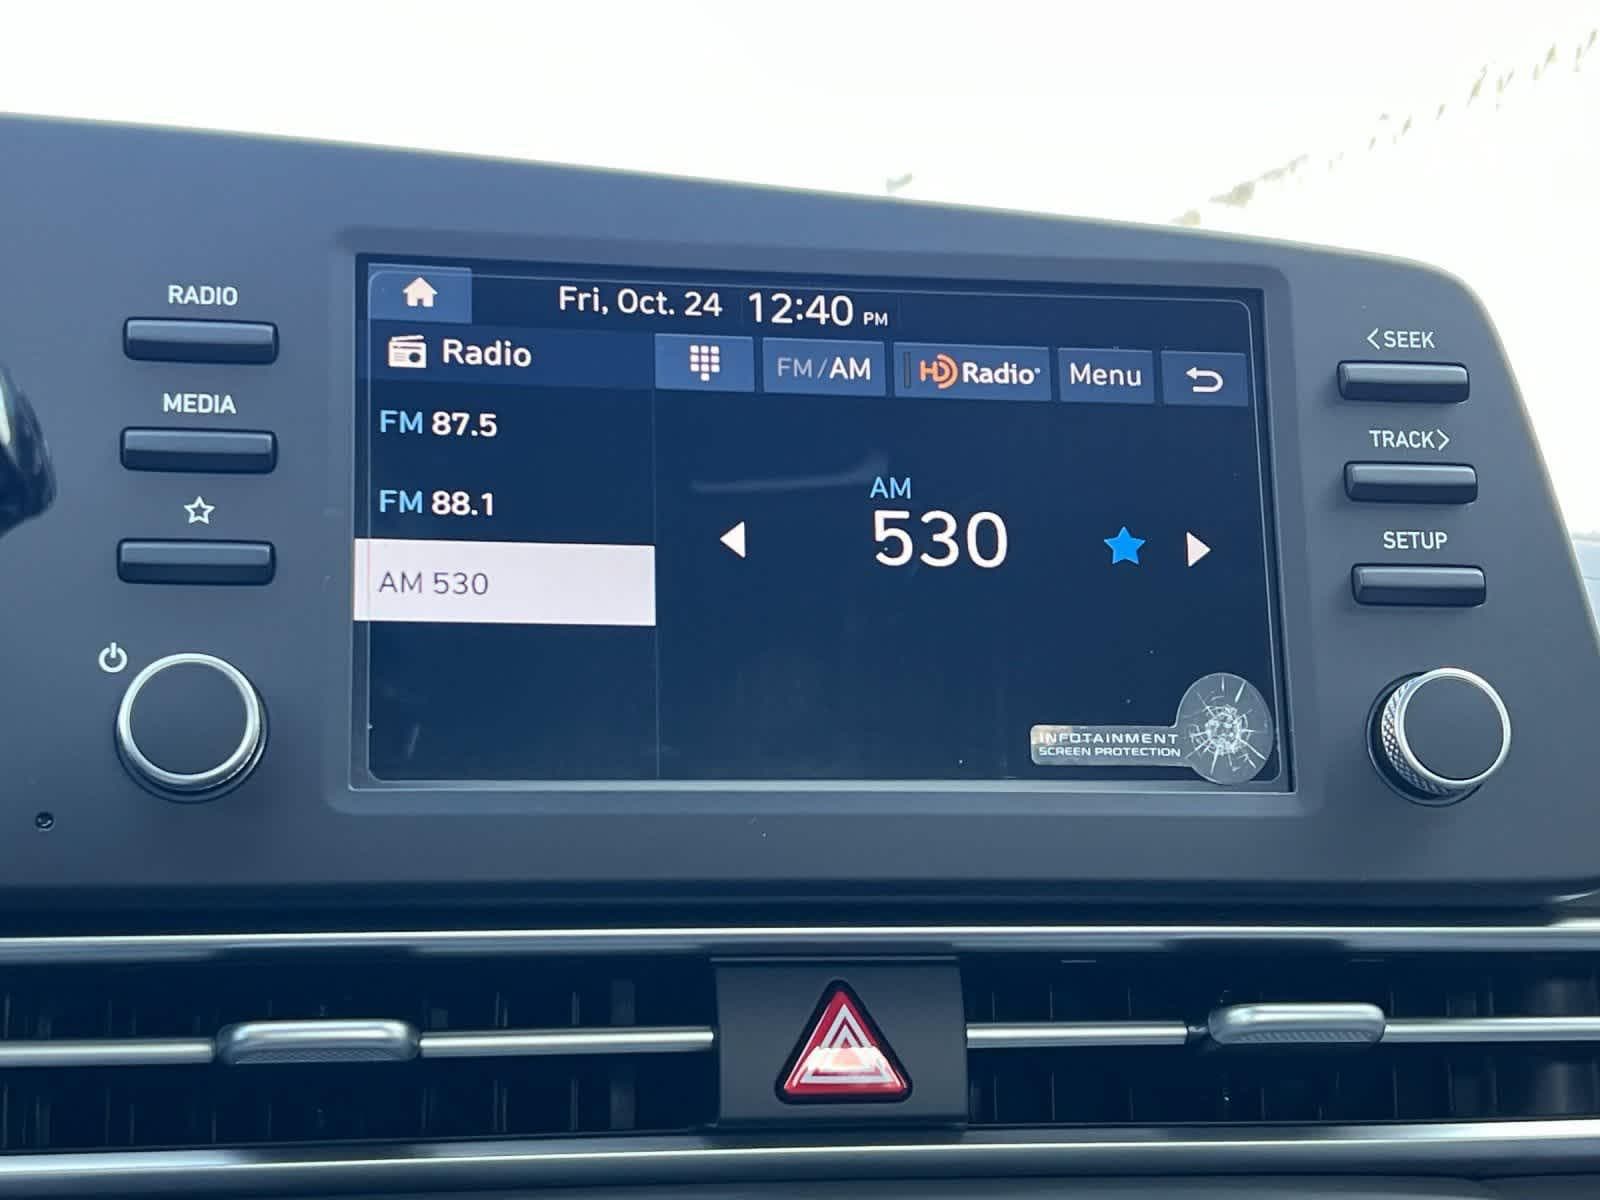 RADIO
MEDIA
Fri, Oct. 24 12:40 PM
Radio
FM/AM
HD Radio
Menu
FM 87.5
FM 88.1
AM 530
AM
530
INFOTAINMENT
SCREEN PROTECTION
<SEEK
TRACK>
SETUP